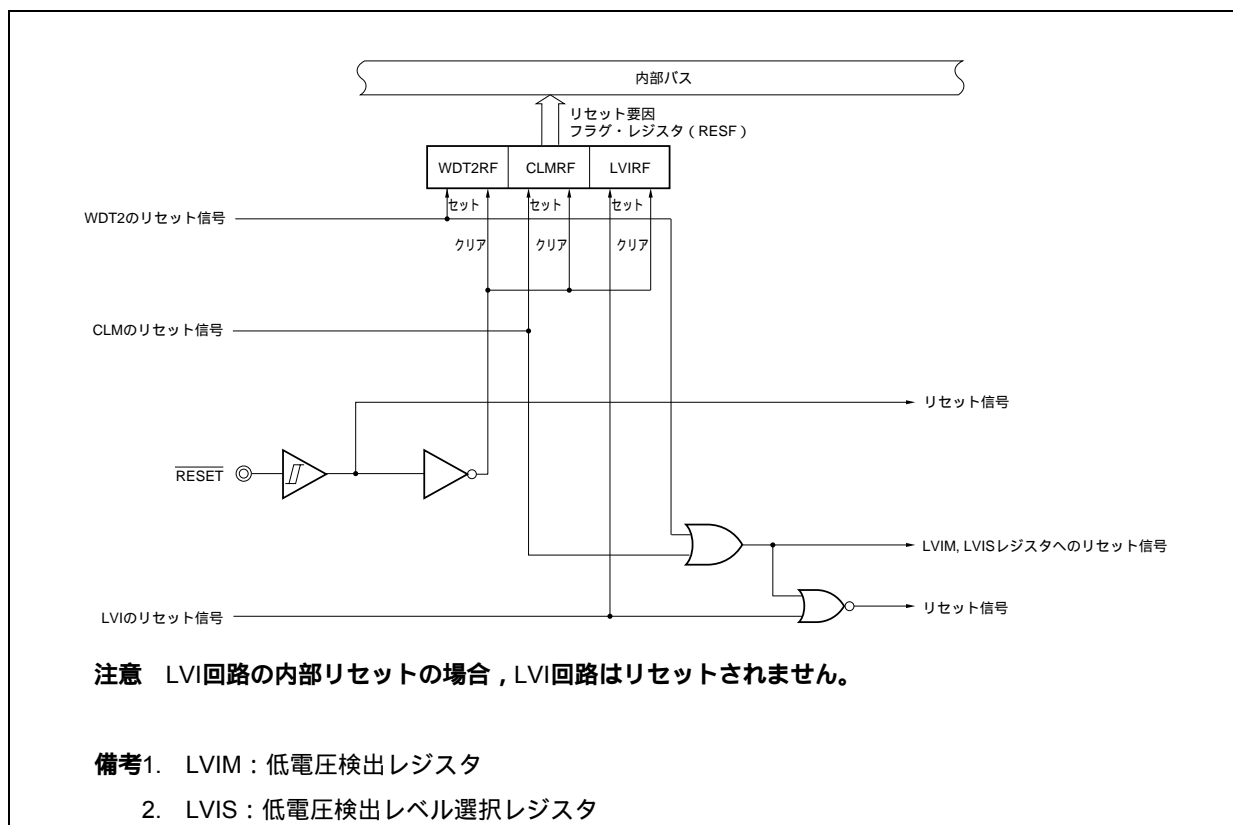 内部バス
リセット要因
フラグ・レジスタ（RESF）
WDT2RF CLMRF LVIRF
セット セット セット
WDT2のリセット信号
クリア クリア クリア
CLMのリセット信号
リセット信号
RESET
LVIM, LVISレジスタへのリセット信号
リセット信号
LVIのリセット信号
注意　LVI回路の内部リセットの場合，LVI回路はリセットされません。
備考1.　LVIM：低電圧検出レジスタ
2.　LVIS：低電圧検出レベル選択レジスタ